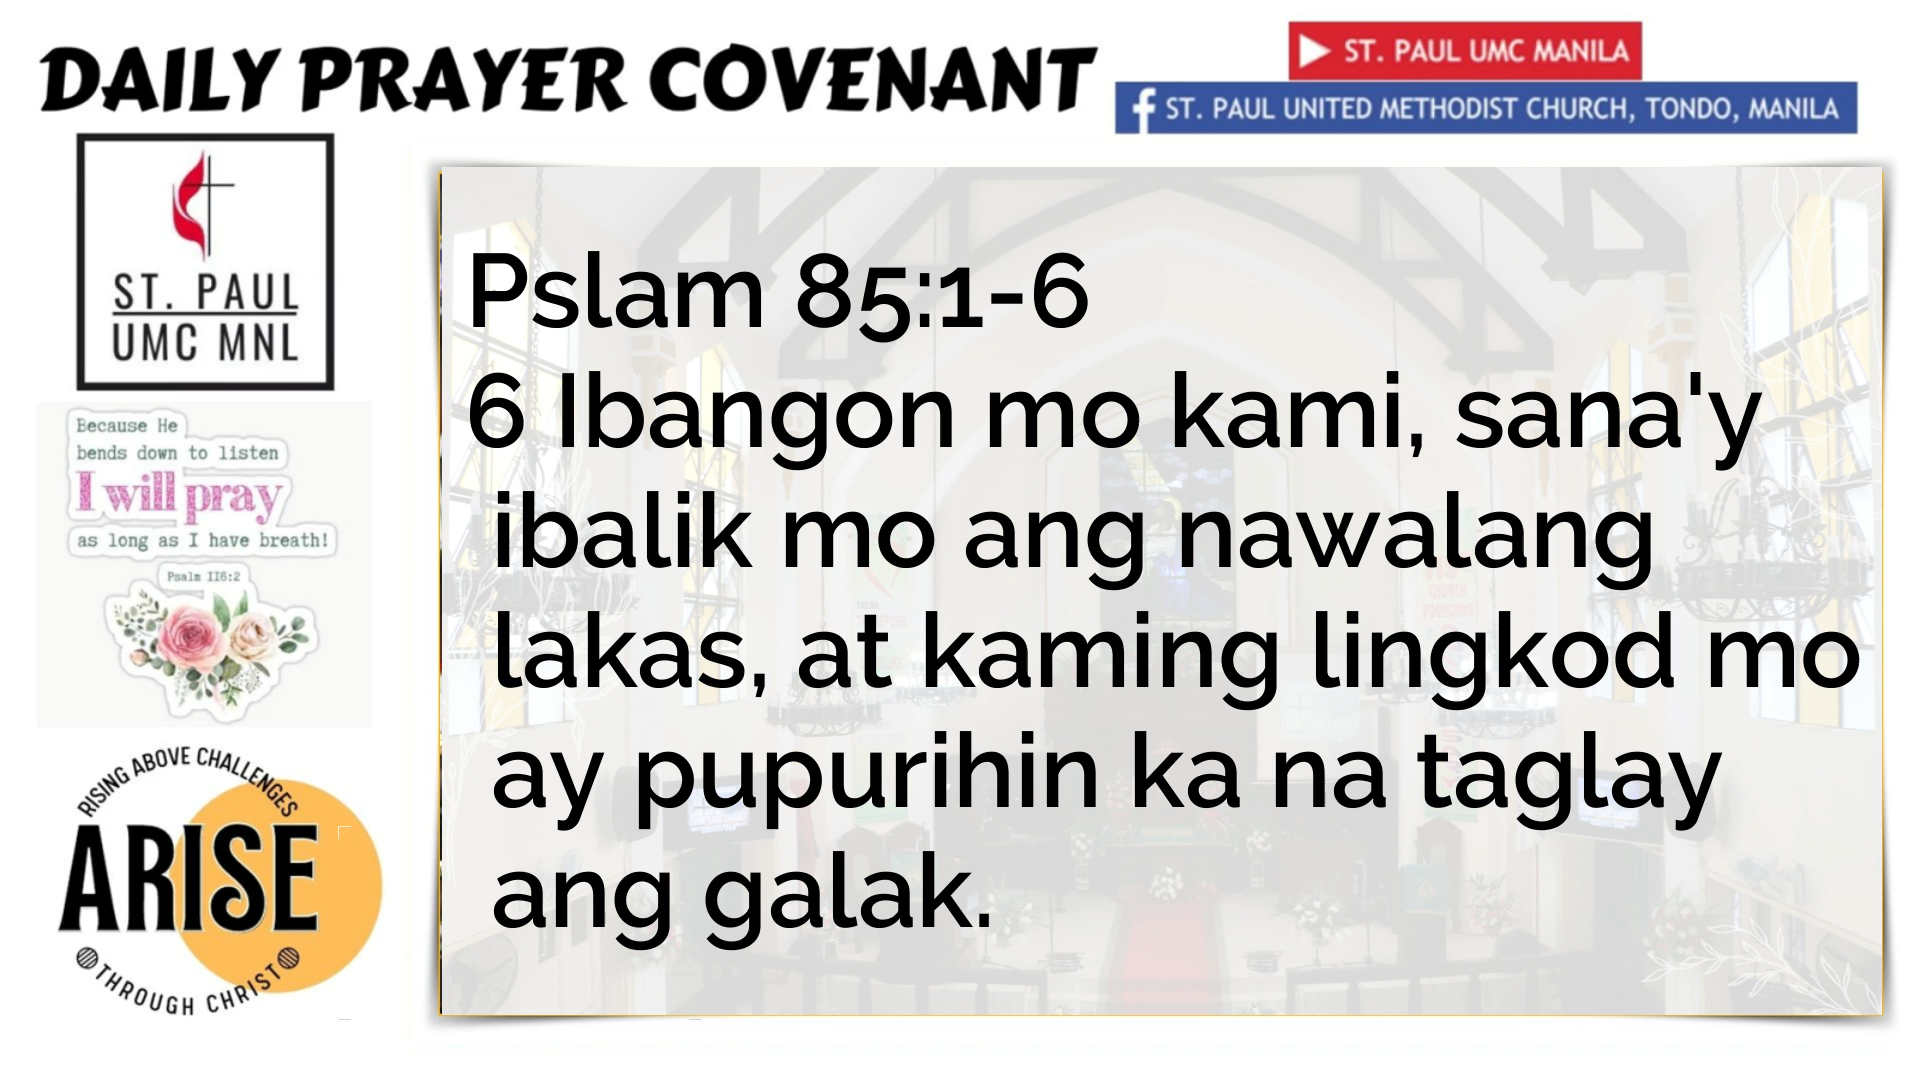 DAILY PRAYER COVENANT
ST. PAUL UMC MANILA
ST. PAUL UNITED METHODIST CHURCH, TONDO, MANILA
ST. PAUL
UMC MNL
Because He
bends down to listen
I will pray
as long as I have breath!
Psalm 116:2
RISING ABOVE CHALLENGES
ARISE
THROUGH CHRIST
Pslam 85:1-6
6 Ibangon mo kami, sana'y
ibalik mo ang nawalang
lakas, at kaming lingkod mo
ay pupurihin ka na taglay
ang galak.